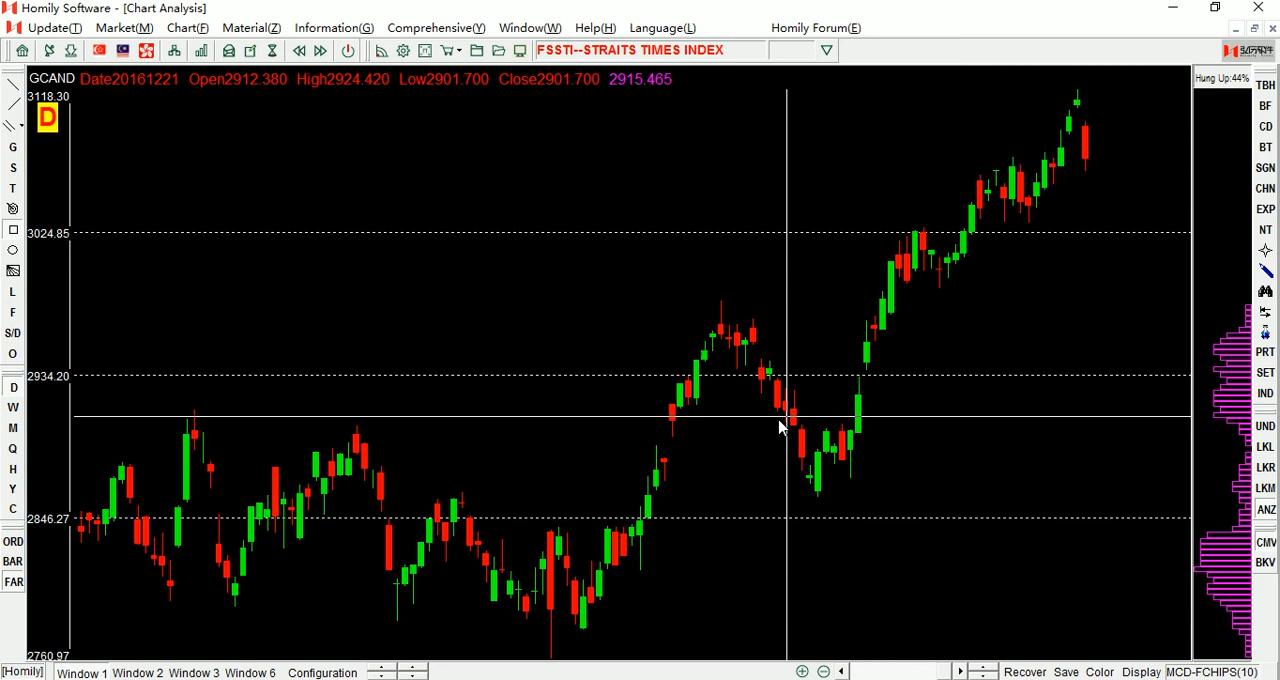 Homily Software - [Chart Analysis]
Update(T) Market(M) Chart(F) Material(Z) Information(G) Comprehensive(Y) Window(W) Help(H) Language(L) Homily Forum(E)
FSSTI--STRAITS TIMES INDEX
GCAND Date20161221 Open2912.380 High2924.420 Low2901.700 Close2901.700 2915.465
Hung Up:44%
3118.30
D
3024.85
2934.20
2846.27
2760.97
G
S
T
L
F
S/D
O
D
W
M
Q
H
Y
C
ORD
BAR
FAR
TBH
BF
CD
BT
SGN
CHN
EXP
NT
PRT
SET
IND
UND
LKL
LKR
LKM
ANZ
CMV
BKV
[Homily] Window 1 Window 2 Window 3 Window 6 Configuration Recover Save Color Display MCD-FCHIPS(10)